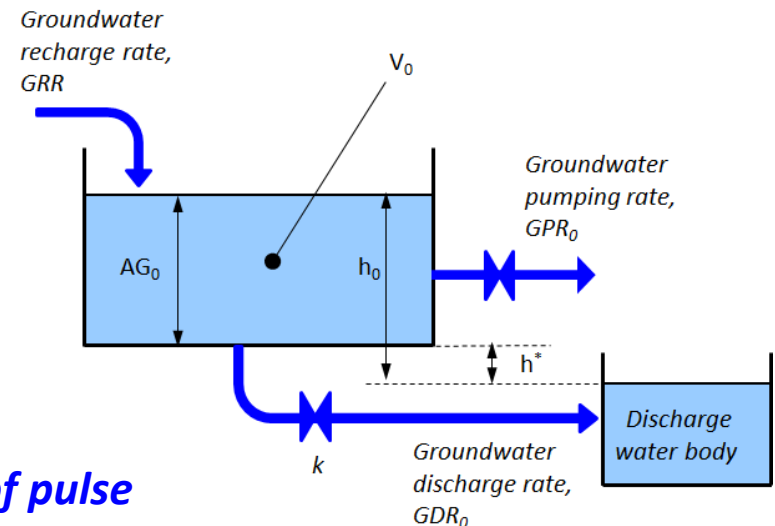 Groundwater
recharge rate,
GRR
V₀
Groundwater
pumping rate,
GPR₀
AG₀
h₀
h*
Discharge
water body
k
Groundwater
discharge rate,
GDR₀
of pulse